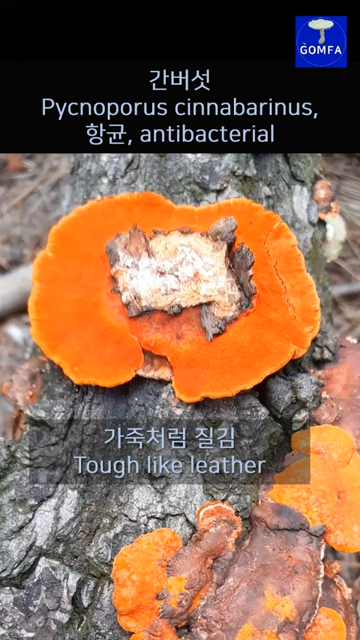 GOMFA
간버섯
Pycnoporus cinnabarinus,
항균, antibacterial
가죽처럼 질김
Tough like leather